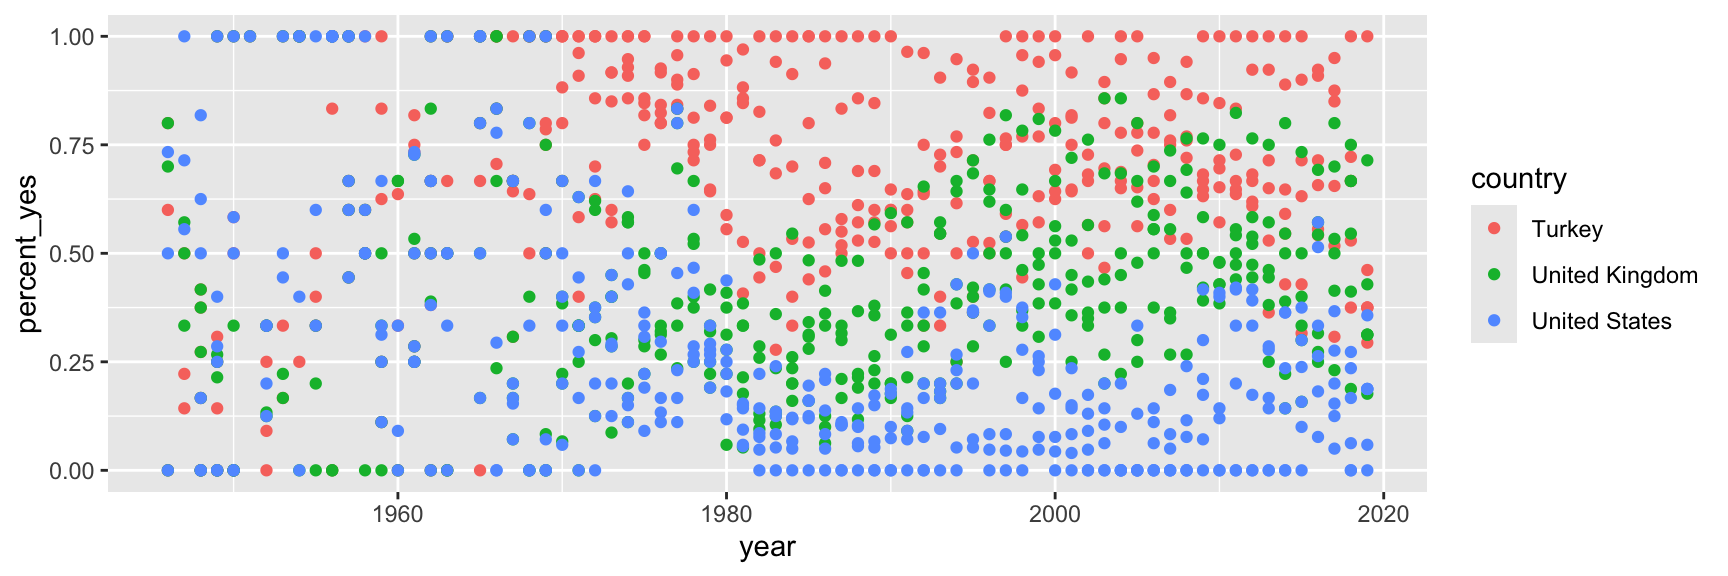 1.00
0.75
0.50
0.25
0.00
percent_yes
1960
1980
2000
2020
year
country
Turkey
United Kingdom
United States